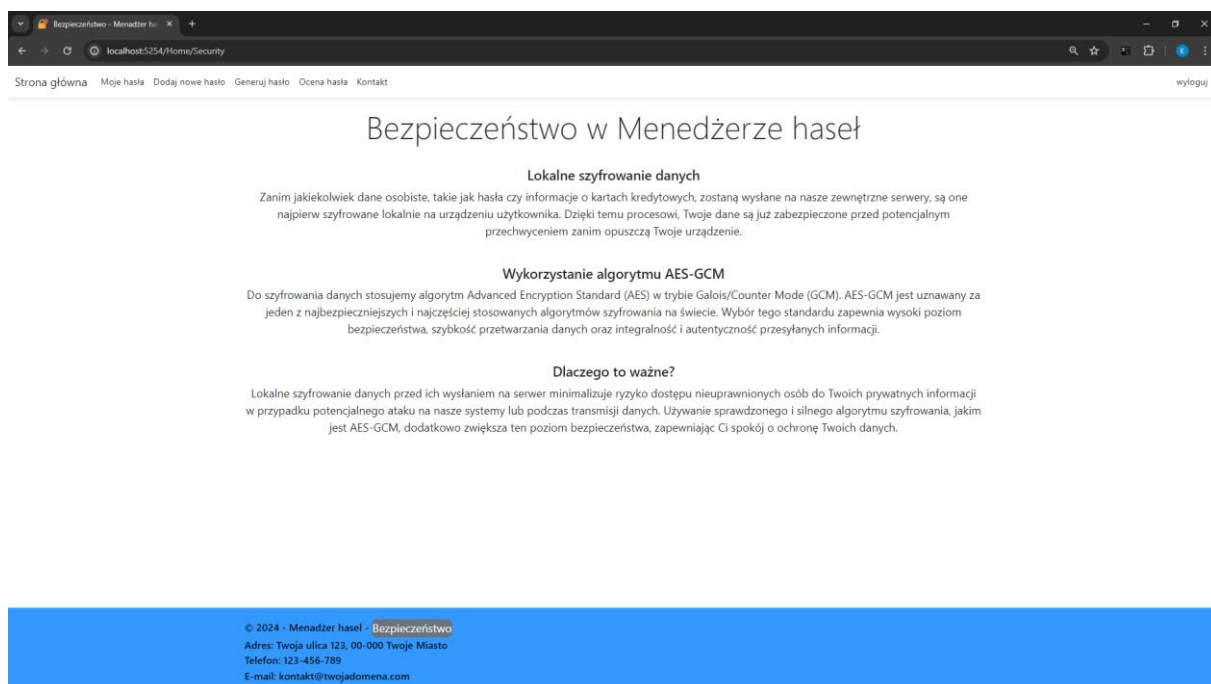 Bezpieczeństwo - Menadżer ha
localhost:5254/Home/Security
Strona główna Moje hasła Dodaj nowe hasło Generuj hasło Ocena hasła Kontakt wyloguj
Bezpieczeństwo w Menedżerze haseł
Lokalne szyfrowanie danych
Zanim jakiekolwiek dane osobiste, takie jak hasła czy informacje o kartach kredytowych, zostaną wysłane na nasze zewnętrzne serwery, są one
najpierw szyfrowane lokalnie na urządzeniu użytkownika. Dzięki temu procesowi, Twoje dane są już zabezpieczone przed potencjalnym
przechwyceniem zanim opuszczą Twoje urządzenie.
Wykorzystanie algorytmu AES-GCM
Do szyfrowania danych stosujemy algorytm Advanced Encryption Standard (AES) w trybie Galois/Counter Mode (GCM). AES-GCM jest uznawany za
jeden z najbezpieczniejszych i najczęściej stosowanych algorytmów szyfrowania na świecie. Wybór tego standardu zapewnia wysoki poziom
bezpieczeństwa, szybkość przetwarzania danych oraz integralność i autentyczność przesyłanych informacji.
Dlaczego to ważne?
Lokalne szyfrowanie danych przed ich wysłaniem na serwer minimalizuje ryzyko dostępu nieuprawnionych osób do Twoich prywatnych informacji
w przypadku potencjalnego ataku na nasze systemy lub podczas transmisji danych. Używanie sprawdzonego i silnego algorytmu szyfrowania, jakim
jest AES-GCM, dodatkowo zwiększa ten poziom bezpieczeństwa, zapewniając Ci spokój o ochronę Twoich danych.
© 2024 - Menadżer haseł - Bezpieczeństwo
Adres: Twoja ulica 123, 00-000 Twoje Miasto
Telefon: 123-456-789
E-mail: kontakt@twojadomena.com